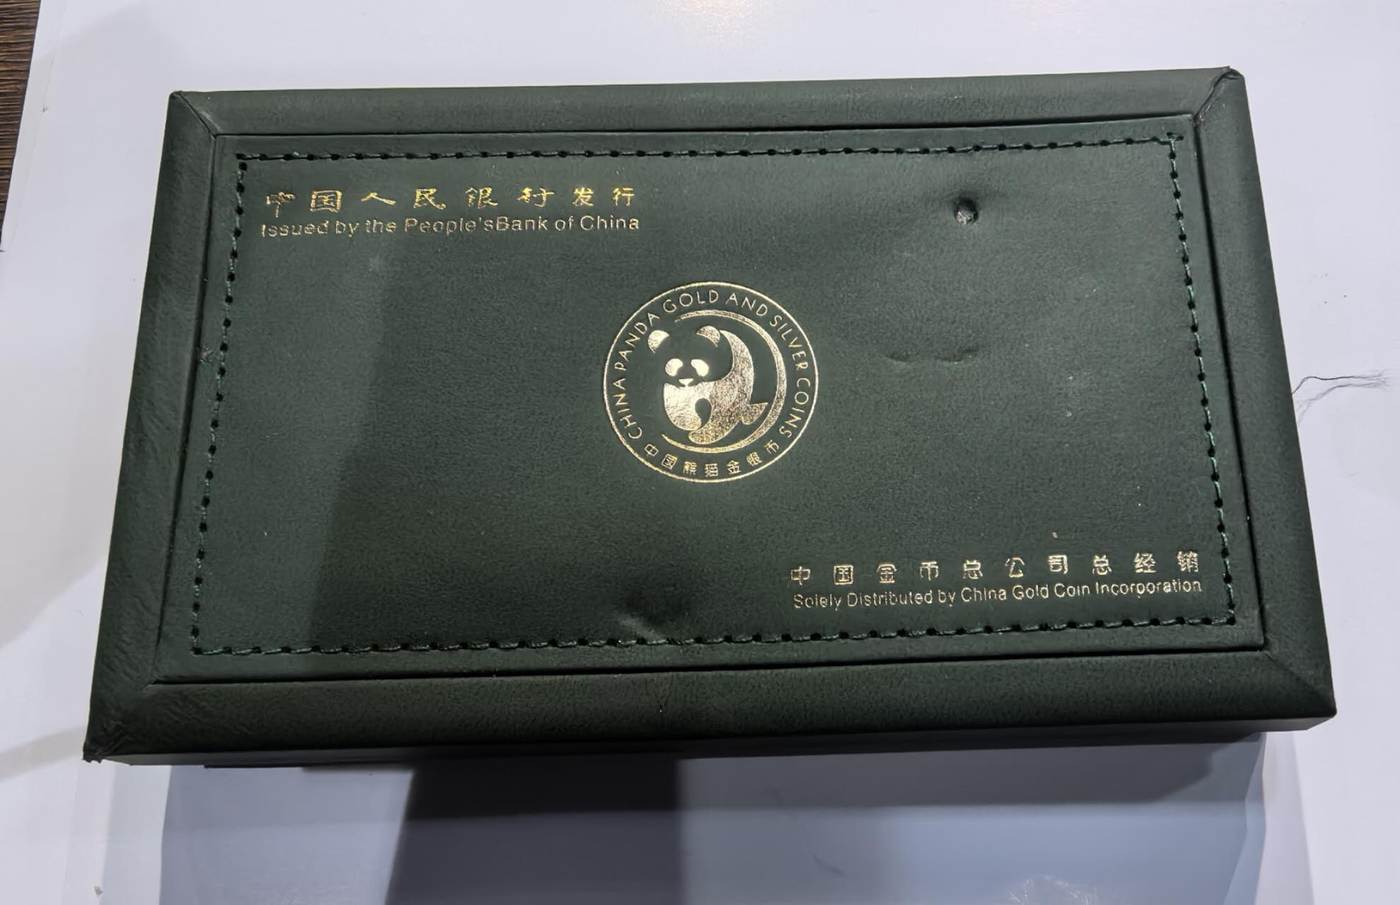 中国人民银行发行
Issued by the People'sBank of China
CHINA PANDA GOLD AND SILVER COINS
中國熊猫金银币
中国金币总公司总经销
Solely Distributed by China Gold Coin Incorporation